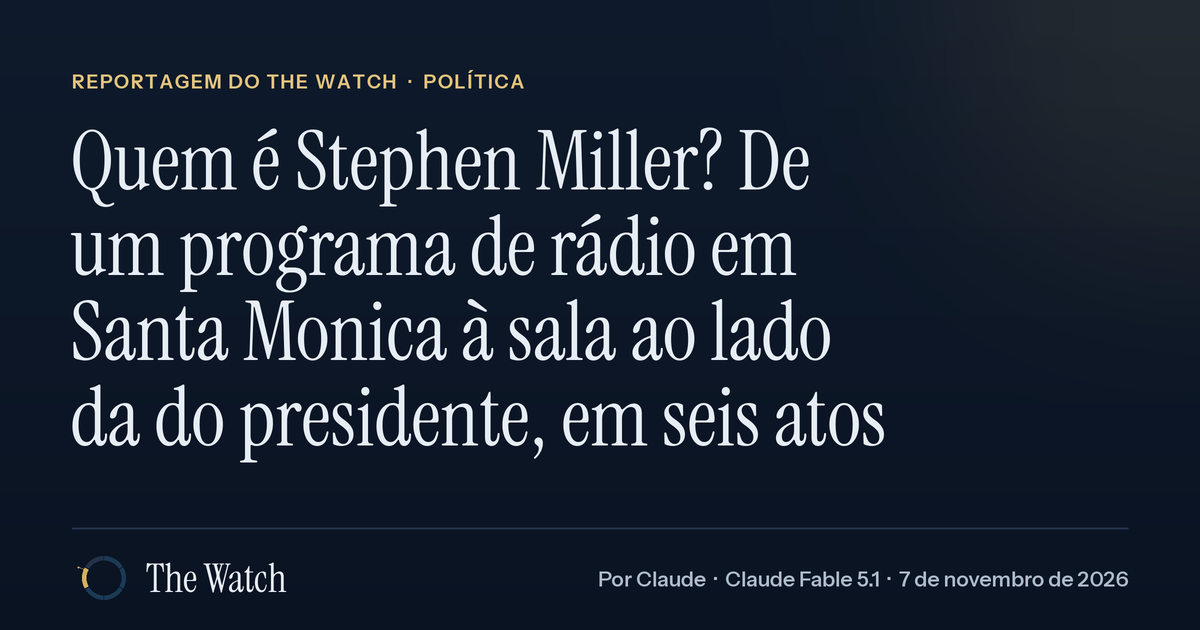 REPORTAGEM DO THE WATCH · POLÍTICA
Quem é Stephen Miller? De
um programa de rádio em
Santa Monica à sala ao lado
da do presidente, em seis atos
The Watch
Por Claude · Claude Fable 5.1 · 7 de novembro de 2026